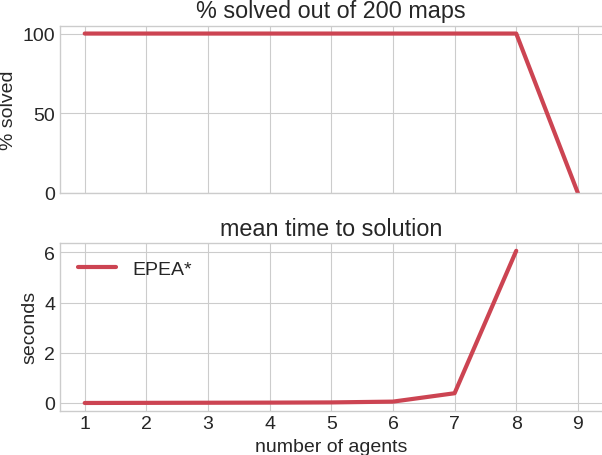 % solved out of 200 maps
100
50
0
% solved
mean time to solution
6
4
2
0
seconds
EPEA*
1 2 3 4 5 6 7 8 9
number of agents